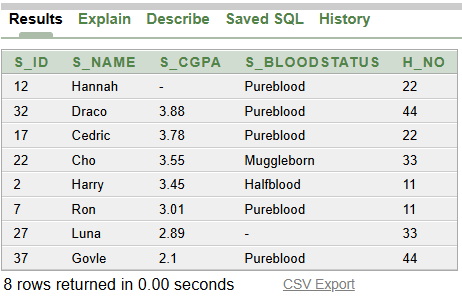 Results Explain Describe Saved SQL History
S_ID S_NAME S_CGPA S_BLOODSTATUS H_NO
12 Hannah - Pureblood 22
32 Draco 3.88 Pureblood 44
17 Cedric 3.78 Pureblood 22
22 Cho 3.55 Muggleborn 33
2 Harry 3.45 Halfblood 11
7 Ron 3.01 Pureblood 11
27 Luna 2.89 - 33
37 Govle 2.1 Pureblood 44
8 rows returned in 0.00 seconds CSV Export